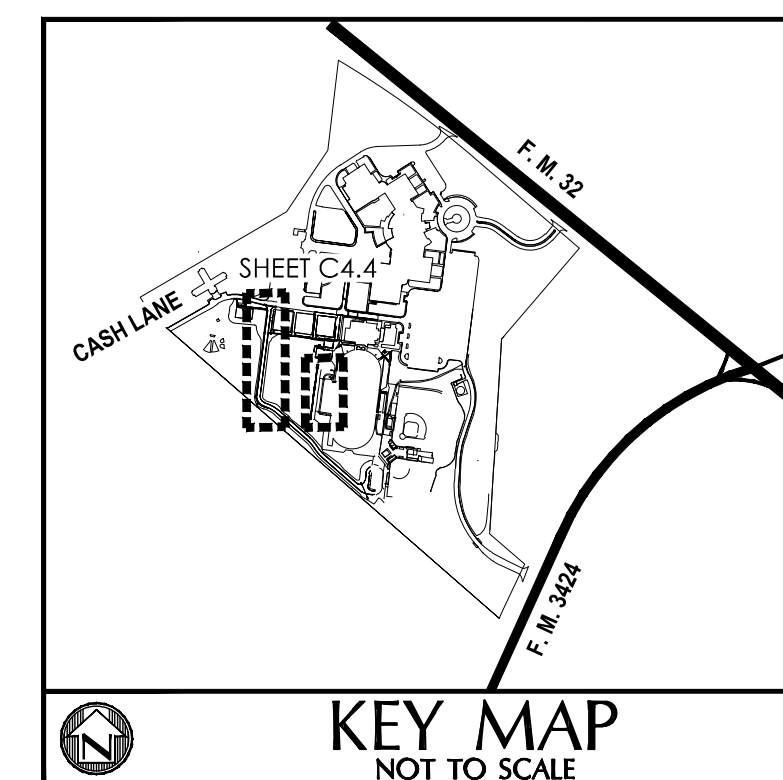 F. M. 32
SHEET C4.4
CASH LANE
F. M. 3424
N
KEY MAP
NOT TO SCALE